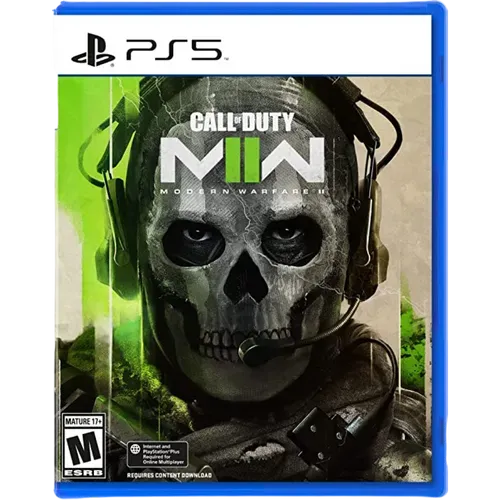 PS5
CALL OF DUTY
MWII
MODERN WARFARE II
MATURE 17+
M
ESRB
Internet and
PlayStation®Plus
Required for
Online Multiplayer
REQUIRES CONTENT DOWNLOAD